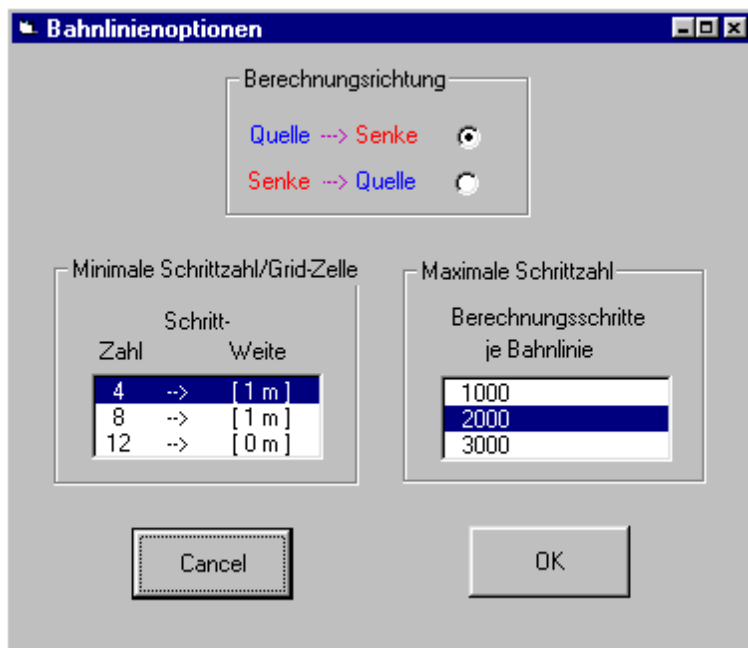 Bahnlinienoptionen
Berechnungsrichtung
Quelle ---> Senke
Senke ---> Quelle
Minimale Schrittzahl/Grid-Zelle
Schritt-
Zahl Weite
4 --> [ 1 m ]
8 --> [ 1 m ]
12 --> [ 0 m ]
Maximale Schrittzahl
Berechnungsschritte
je Bahnlinie
1000
2000
3000
Cancel
OK